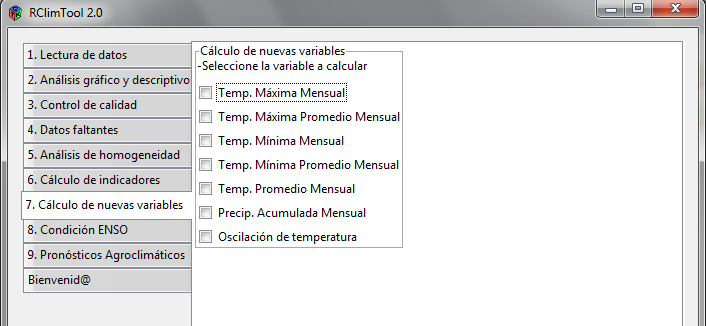 RClimTool 2.0
1. Lectura de datos
2. Análisis gráfico y descriptivo
3. Control de calidad
4. Datos faltantes
5. Análisis de homogeneidad
6. Cálculo de indicadores
7. Cálculo de nuevas variables
8. Condición ENSO
9. Pronósticos Agroclimáticos
Bienvenid@
Cálculo de nuevas variables
-Seleccione la variable a calcular
Temp. Máxima Mensual
Temp. Máxima Promedio Mensual
Temp. Mínima Mensual
Temp. Mínima Promedio Mensual
Temp. Promedio Mensual
Precip. Acumulada Mensual
Oscilación de temperatura